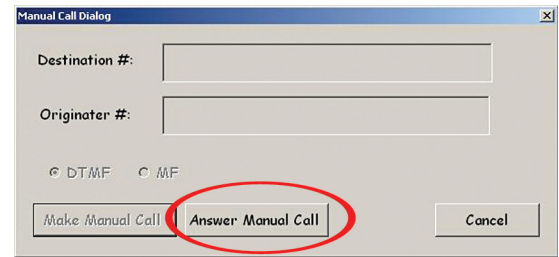 Manual Call Dialog
Destination #:
Originater #:
DTMF MF
Make Manual Call Answer Manual Call Cancel